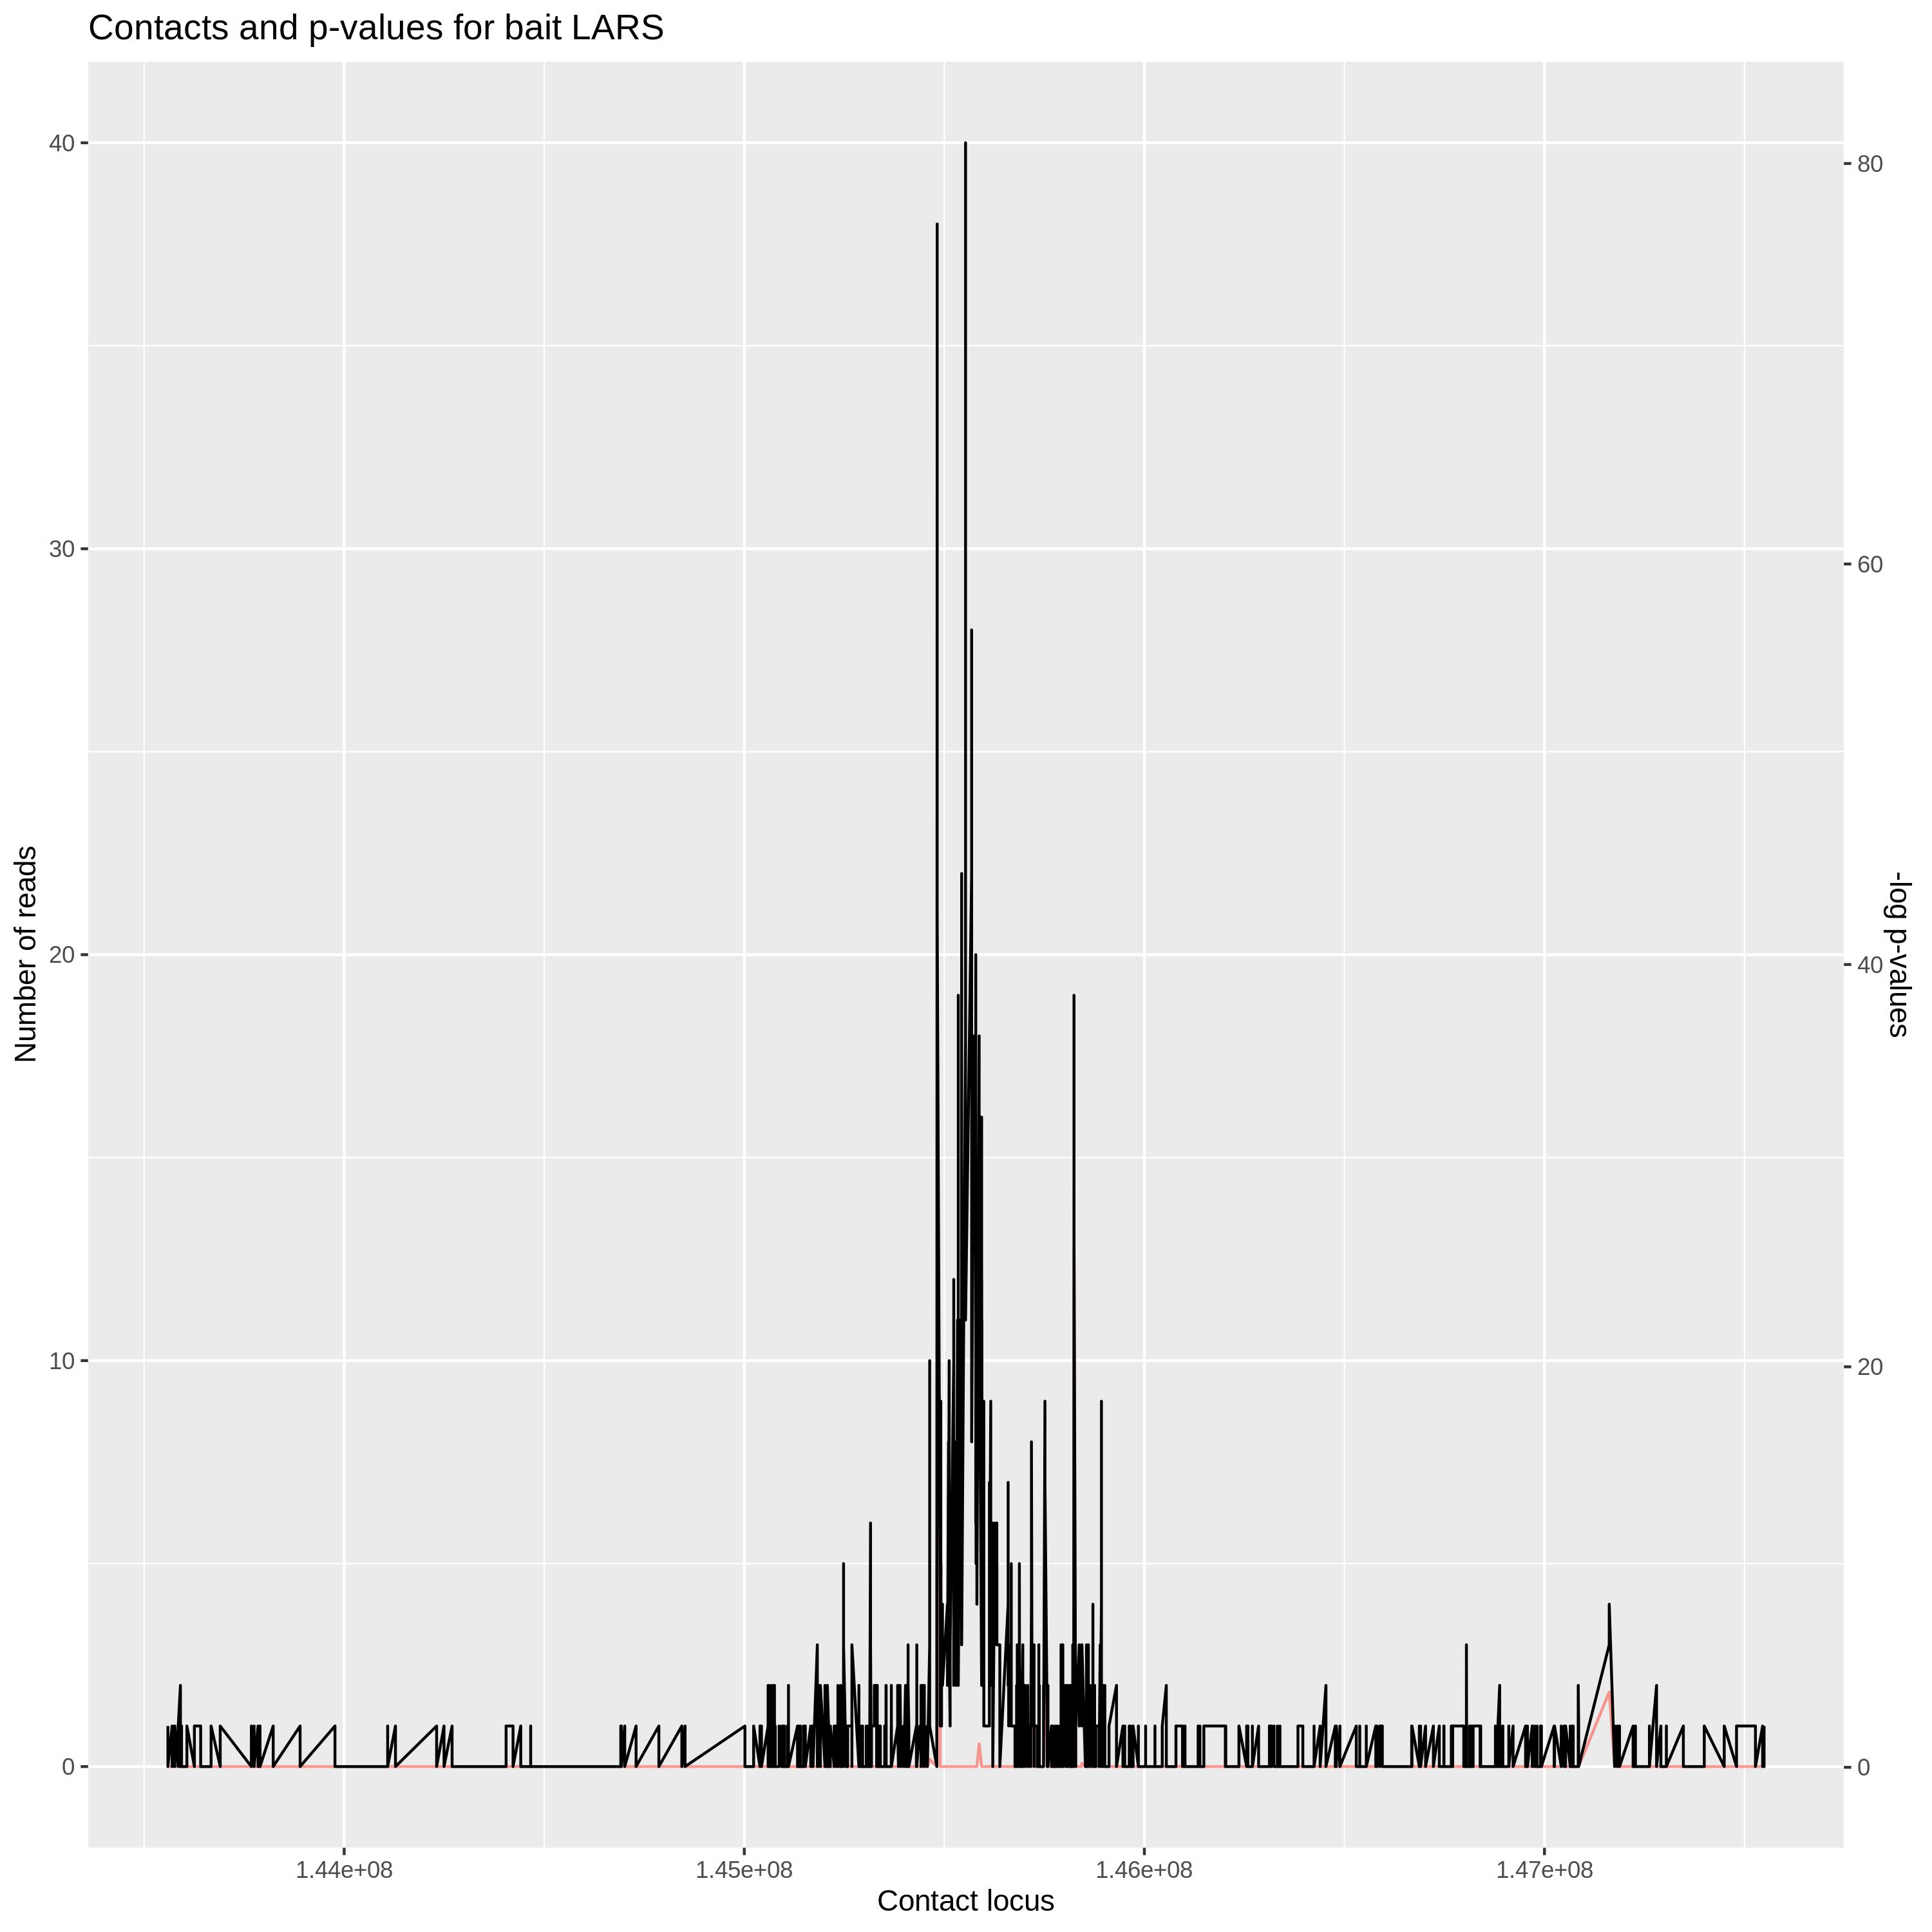 Contacts and p-values for bait LARS
40
30
20
10
0
Number of reads
80
60
40
20
0
-log p-values
1.44e+08
1.45e+08
1.46e+08
1.47e+08
Contact locus